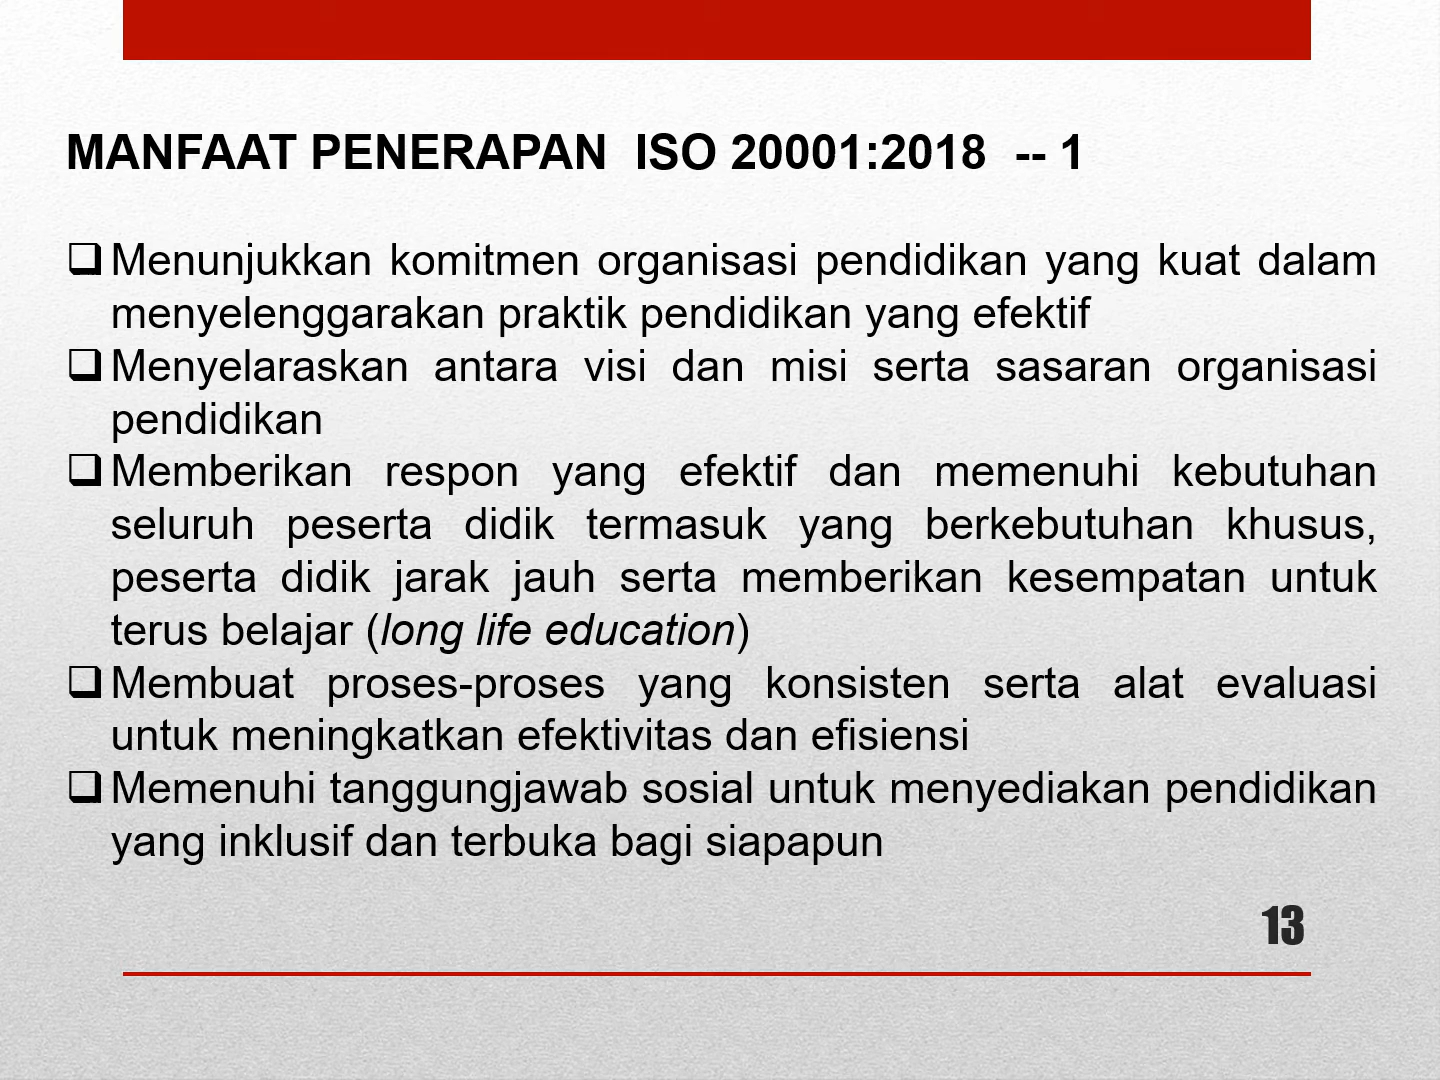 MANFAAT PENERAPAN  ISO 20001:2018  -- 1
❑Menunjukkan komitmen organisasi pendidikan yang kuat dalam
menyelenggarakan praktik pendidikan yang efektif
❑Menyelaraskan antara visi dan misi serta sasaran organisasi
pendidikan
❑Memberikan respon yang efektif dan memenuhi kebutuhan
seluruh peserta didik termasuk yang berkebutuhan khusus,
peserta didik jarak jauh serta memberikan kesempatan untuk
terus belajar (long life education)
❑Membuat proses-proses yang konsisten serta alat evaluasi
untuk meningkatkan efektivitas dan efisiensi
❑Memenuhi tanggungjawab sosial untuk menyediakan pendidikan
yang inklusif dan terbuka bagi siapapun
13